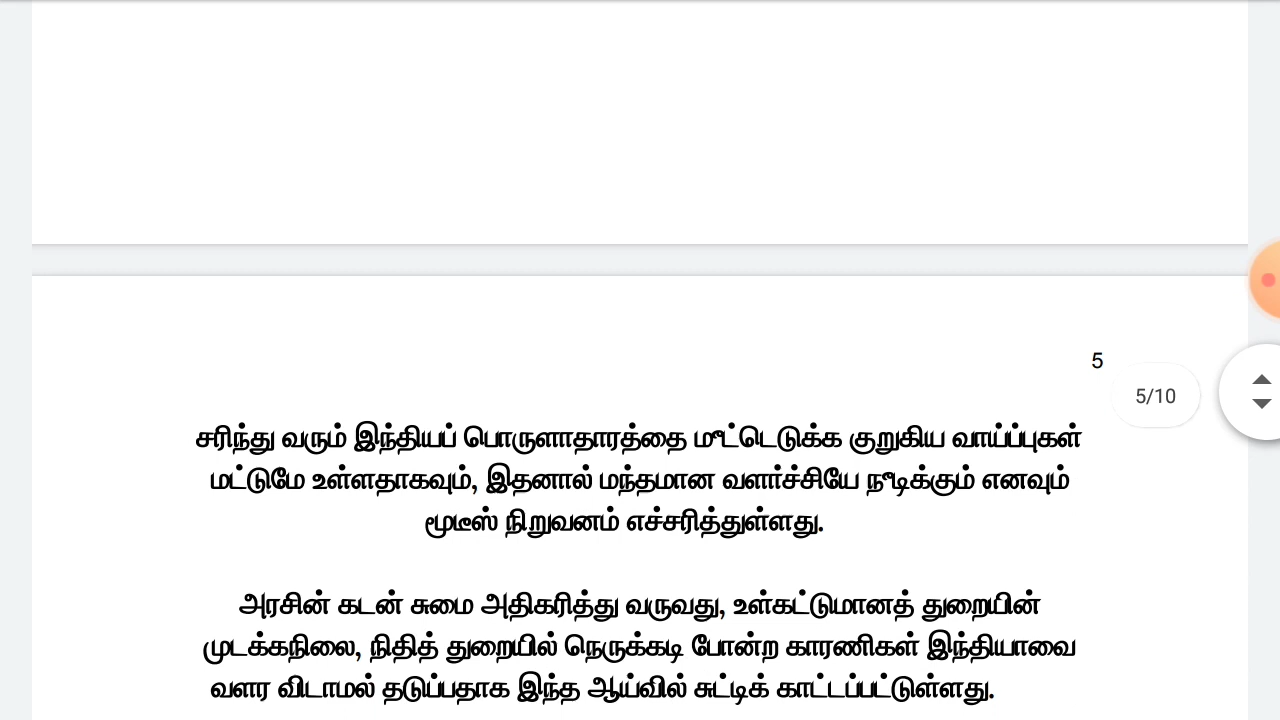 5
5/10
சரிந்து வரும் இந்தியப் பொருளாதாரத்தை மீட்டெடுக்க குறுகிய வாய்ப்புகள்
மட்டுமே உள்ளதாகவும், இதனால் மந்தமான வளர்ச்சியே நீடிக்கும் எனவும்
மூடீஸ் நிறுவனம் எச்சரித்துள்ளது.
அரசின் கடன் சுமை அதிகரித்து வருவது, உள்கட்டுமானத் துறையின்
முடக்கநிலை, நிதித் துறையில் நெருக்கடி போன்ற காரணிகள் இந்தியாவை
வளர விடாமல் தடுப்பதாக இந்த ஆய்வில் சுட்டிக் காட்டப்பட்டுள்ளது.